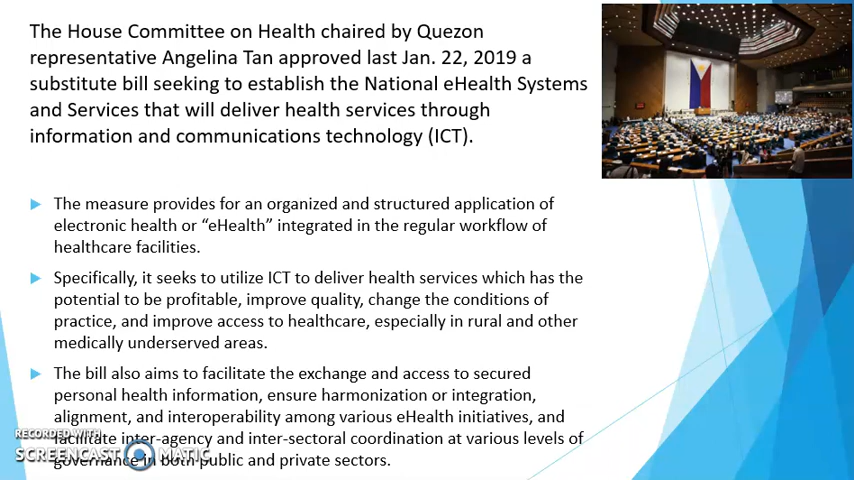 The House Committee on Health chaired by Quezon
representative Angelina Tan approved last Jan. 22, 2019 a
substitute bill seeking to establish the National eHealth Systems
and Services that will deliver health services through
information and communications technology (ICT).
The measure provides for an organized and structured application of
electronic health or “eHealth” integrated in the regular workflow of
healthcare facilities.
Specifically, it seeks to utilize ICT to deliver health services which has the
potential to be profitable, improve quality, change the conditions of
practice, and improve access to healthcare, especially in rural and other
medically underserved areas.
The bill also aims to facilitate the exchange and access to secured
personal health information, ensure harmonization or integration,
alignment, and interoperability among various eHealth initiatives, and
facilitate inter-agency and inter-sectoral coordination at various levels of
governance in both public and private sectors.
RECORDED WITH
SCREENCAST MATIC